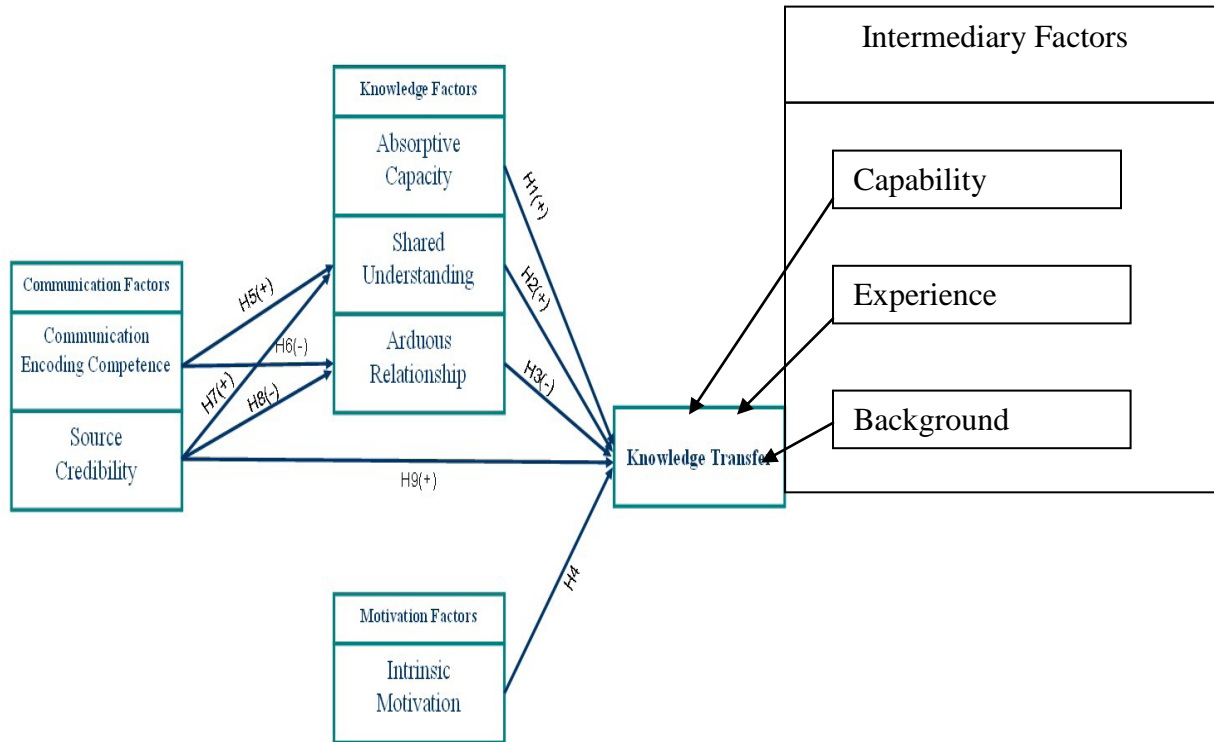 Intermediary Factors
Knowledge Factors
Absorptive
Capacity
H1(+)
Capability
Shared
Understanding
H2(+)
Communication Factors
Communication
Encoding Competence
H5(+)
H6(-)
H7(+)
H8(-)
Experience
Arduous
Relationship
H3(-)
Background
Source
Credibility
H9(+)
Knowledge Transfer
H4
Motivation Factors
Intrinsic
Motivation